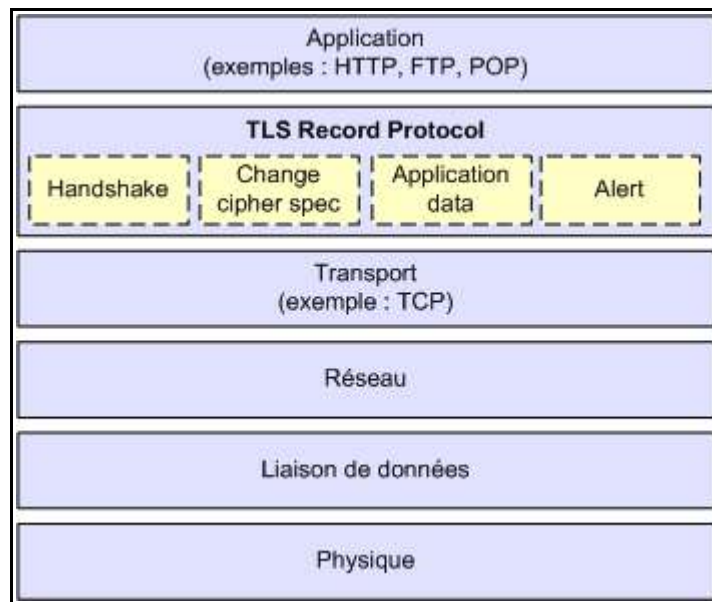 Application
(exemples : HTTP, FTP, POP)
TLS Record Protocol
Handshake
Change
cipher spec
Application
data
Alert
Transport
(exemple : TCP)
Réseau
Liaison de données
Physique